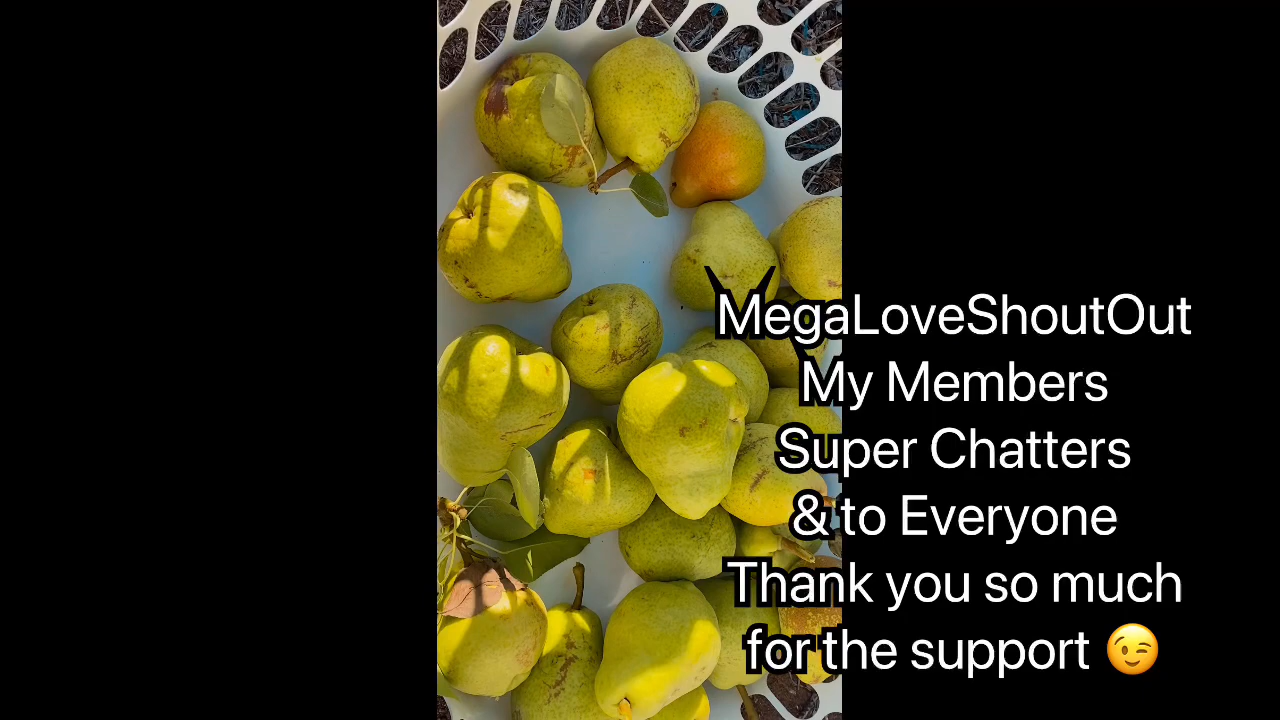 MegaLoveShoutOut
My Members
Super Chatters
& to Everyone
Thank you so much
for the support 😉